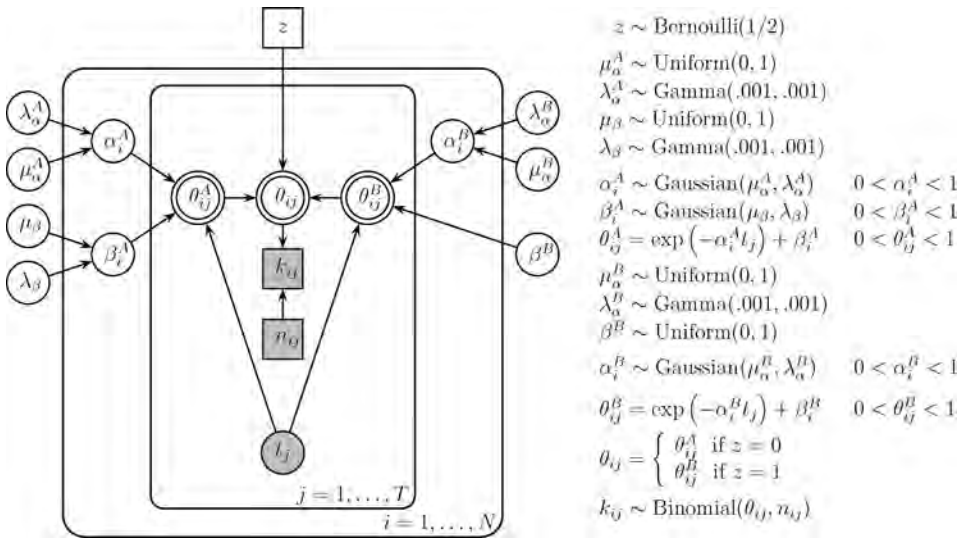 z
λ_α^A
μ_α^A
α_i^A
μ_β
λ_β
β_i^A
θ_ij^A
θ_ij
θ_ij^B
α_i^B
λ_α^B
μ_α^B
β^B
k_ij
n_ij
t_j
j = 1, . . . , T
i = 1, . . . , N
z ∼ Bernoulli(1/2)
μ_α^A ∼ Uniform(0, 1)
λ_α^A ∼ Gamma(.001, .001)
μ_β ∼ Uniform(0, 1)
λ_β ∼ Gamma(.001, .001)
α_i^A ∼ Gaussian(μ_α^A, λ_α^A) 0 < α_i^A < 1
β_i^A ∼ Gaussian(μ_β, λ_β) 0 < β_i^A < 1
θ_ij^A = exp (−α_i^A t_j) + β_i^A 0 < θ_ij^A < 1
μ_α^B ∼ Uniform(0, 1)
λ_α^B ∼ Gamma(.001, .001)
β^B ∼ Uniform(0, 1)
α_i^B ∼ Gaussian(μ_α^B, λ_α^B) 0 < α_i^B < 1
θ_ij^B = exp (−α_i^B t_j) + β_i^B 0 < θ_ij^B < 1
θ_ij = { θ_ij^A if z = 0
θ_ij^B if z = 1
k_ij ∼ Binomial(θ_ij, n_ij)